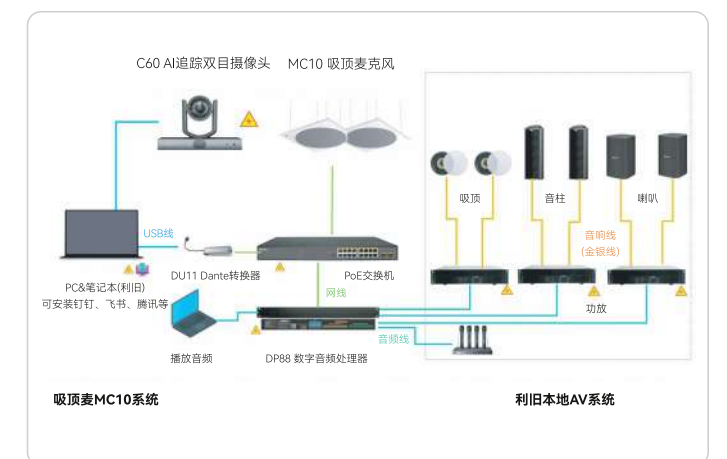 C60 AI追踪双目摄像头
MC10 吸顶麦克风
吸顶
音柱
喇叭
USB线
音响线
(金银线)
PC&笔记本(利旧)
可安装钉钉、飞书、腾讯等
DU11 Dante转换器
PoE交换机
网线
功放
音频线
播放音频
DP88 数字音频处理器
吸顶麦MC10系统
利旧本地AV系统